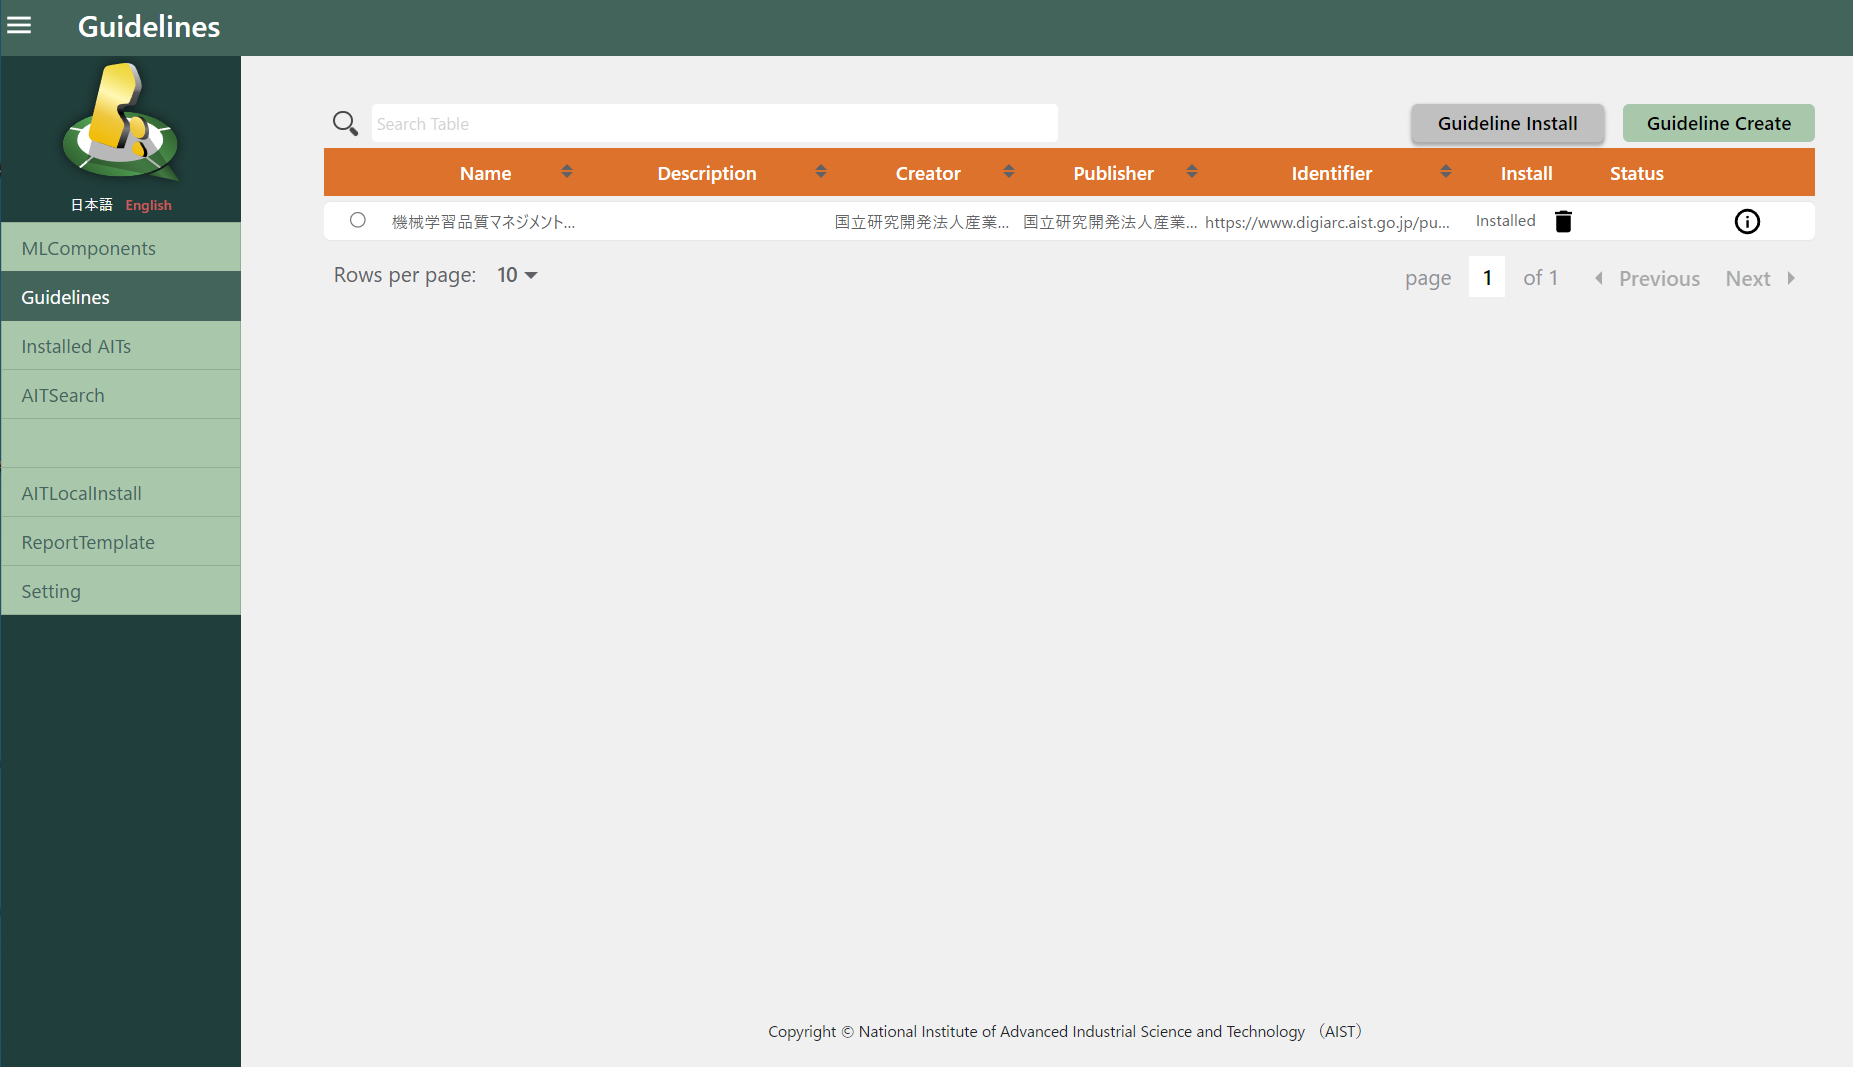 Guidelines
日本語 English
MLComponents
Guidelines
Installed AITs
AITSearch
AITLocalInstall
ReportTemplate
Setting
Search Table
Guideline Install
Guideline Create
Name Description Creator Publisher Identifier Install Status
機械学習品質マネジメント... 国立研究開発法人産業... 国立研究開発法人産業... https://www.digiarc.aist.go.jp/pu... Installed
Rows per page: 10
page 1 of 1 Previous Next
Copyright © National Institute of Advanced Industrial Science and Technology （AIST）